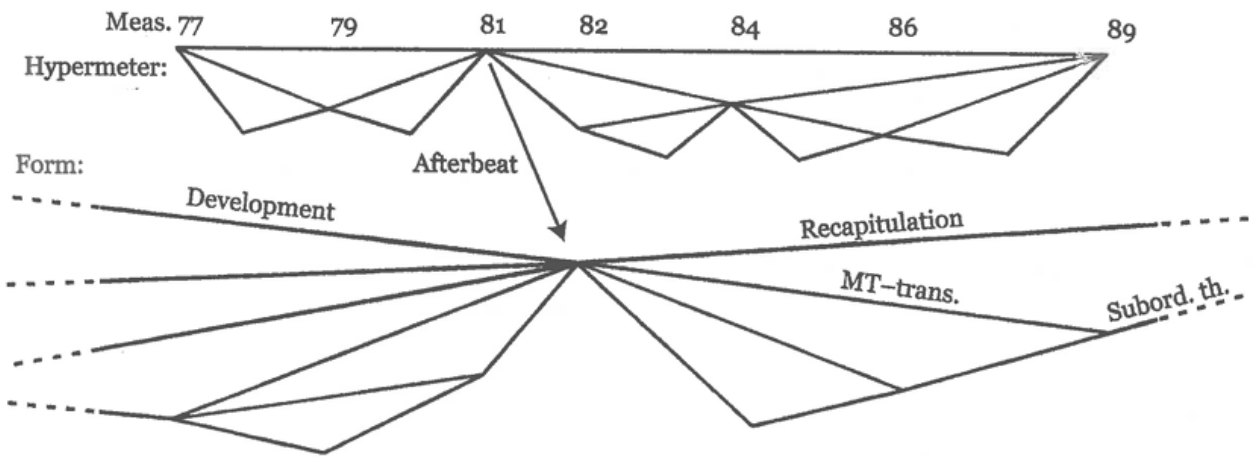 Meas. 77 79 81 82 84 86 89
Hypermeter:
Form:
Afterbeat
Development
Recapitulation
MT–trans.
Subord. th.